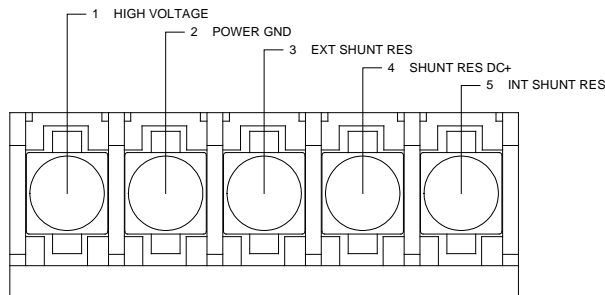 1 HIGH VOLTAGE
2 POWER GND
3 EXT SHUNT RES
4 SHUNT RES DC+
5 INT SHUNT RES